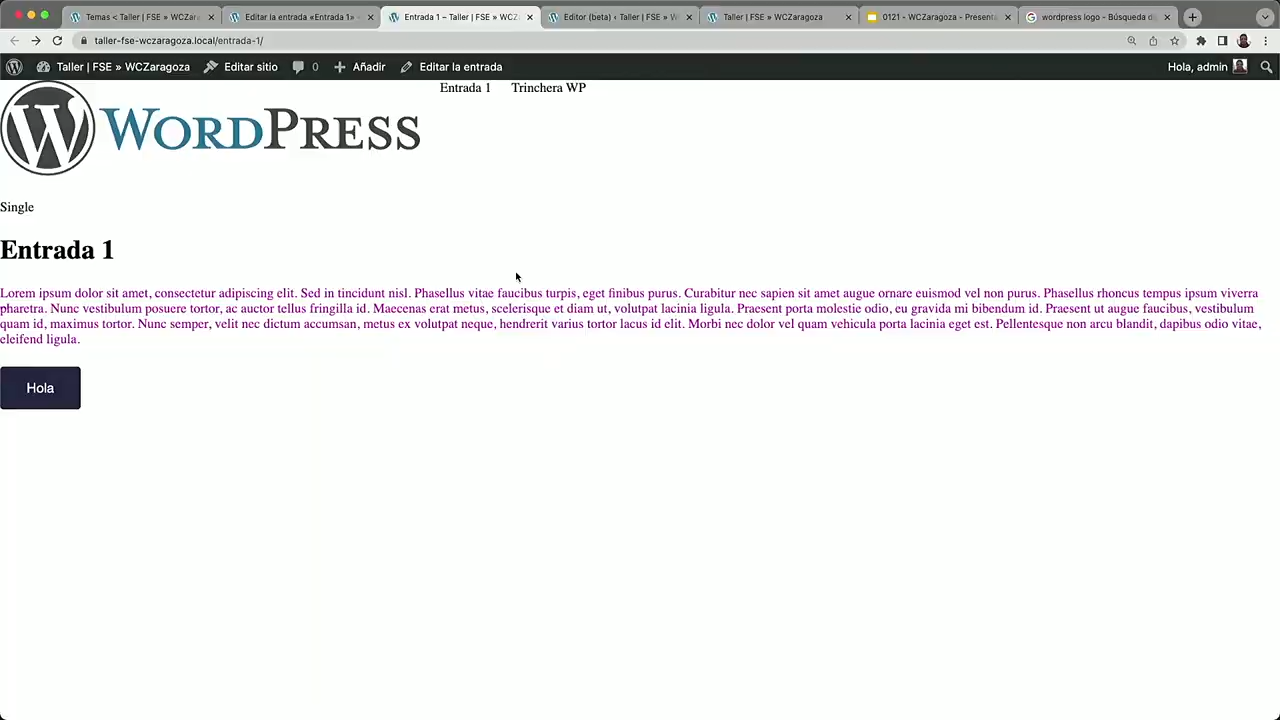 Temas < Taller | FSE » WCZar
Editar la entrada «Entrada 1» ‹
Entrada 1 – Taller | FSE » WCZ
Editor (beta) ‹ Taller | FSE » W
Taller | FSE » WCZaragoza
0121 - WCZaragoza - Present
wordpress logo - Búsqueda d
taller-fse-wczaragoza.local/entrada-1/
Taller | FSE » WCZaragoza Editar sitio 0 Añadir Editar la entrada Hola, admin
WORDPRESS
Entrada 1 Trinchera WP
Single
Entrada 1
Lorem ipsum dolor sit amet, consectetur adipiscing elit. Sed in tincidunt nisl. Phasellus vitae faucibus turpis, eget finibus purus. Curabitur nec sapien sit amet augue ornare euismod vel non purus. Phasellus rhoncus tempus ipsum viverra
pharetra. Nunc vestibulum posuere tortor, ac auctor tellus fringilla id. Maecenas erat metus, scelerisque et diam ut, volutpat lacinia ligula. Praesent porta molestie odio, eu gravida mi bibendum id. Praesent ut augue faucibus, vestibulum
quam id, maximus tortor. Nunc semper, velit nec dictum accumsan, metus ex volutpat neque, hendrerit varius tortor lacus id elit. Morbi nec dolor vel quam vehicula porta lacinia eget est. Pellentesque non arcu blandit, dapibus odio vitae,
eleifend ligula.
Hola